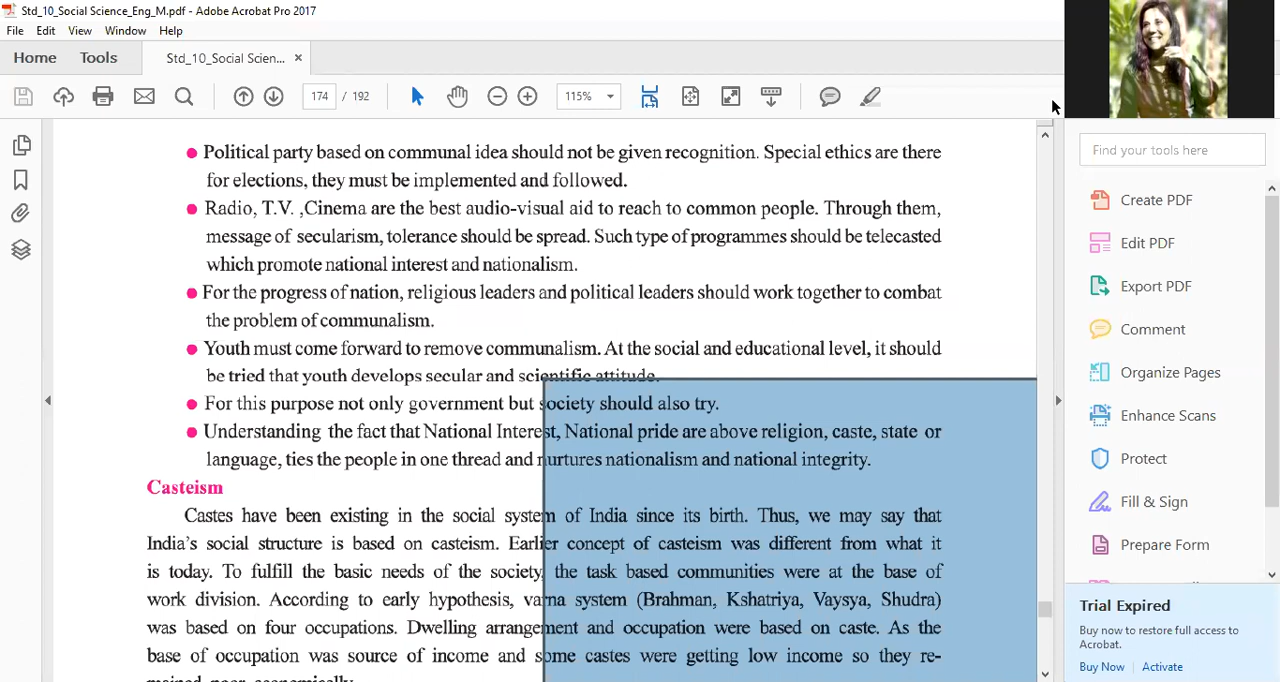 Std_10_Social Science_Eng_M.pdf - Adobe Acrobat Pro 2017
File Edit View Window Help
Home Tools Std_10_Social Scien... ×
174 / 192 115%
• Political party based on communal idea should not be given recognition. Special ethics are there
for elections, they must be implemented and followed.
• Radio, T.V. ,Cinema are the best audio-visual aid to reach to common people. Through them,
message of secularism, tolerance should be spread. Such type of programmes should be telecasted
which promote national interest and nationalism.
• For the progress of nation, religious leaders and political leaders should work together to combat
the problem of communalism.
• Youth must come forward to remove communalism. At the social and educational level, it should
be tried that youth develops secular and scientific attitude.
• For this purpose not only government but society should also try.
• Understanding the fact that National Interest, National pride are above religion, caste, state or
language, ties the people in one thread and nurtures nationalism and national integrity.
Casteism
Castes have been existing in the social system of India since its birth. Thus, we may say that
India's social structure is based on casteism. Earlier concept of casteism was different from what it
is today. To fulfill the basic needs of the society, the task based communities were at the base of
work division. According to early hypothesis, varna system (Brahman, Kshatriya, Vaysya, Shudra)
was based on four occupations. Dwelling arrangement and occupation were based on caste. As the
base of occupation was source of income and some castes were getting low income so they re-
mained poor economically.
Find your tools here
Create PDF
Edit PDF
Export PDF
Comment
Organize Pages
Enhance Scans
Protect
Fill & Sign
Prepare Form
Trial Expired
Buy now to restore full access to
Acrobat.
Buy Now | Activate